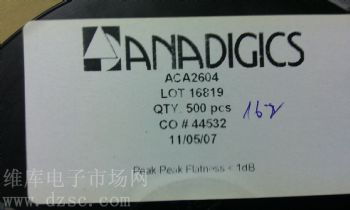 ANADIGICS
ACA2604
LOT 16819
QTY. 500 pcs
CO # 44532
11/05/07
Peak Peak Flatness < 1dB
维库电子市场网
www.dzsc.com